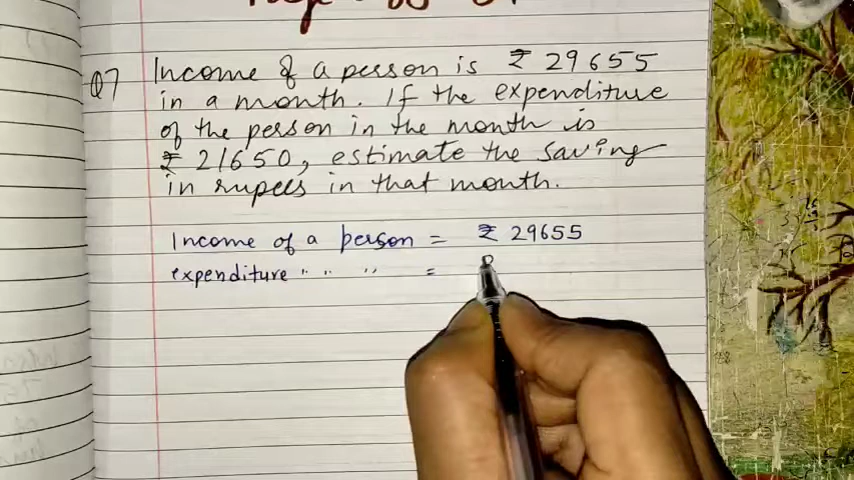 Q7 Income of a person is ₹ 29655
in a month. If the expenditure
of the person in the month is
₹ 21650, estimate the saving
in rupees in that month.
Income of a person = ₹ 29655
expenditure " " " =